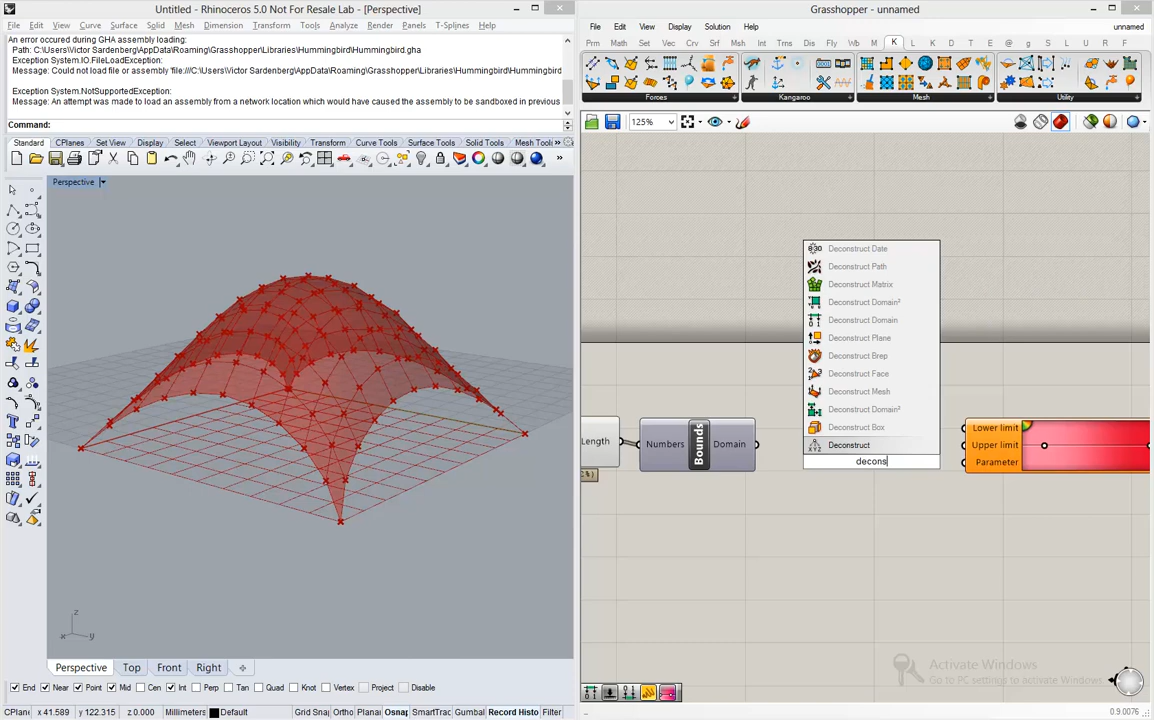 Untitled - Rhinoceros 5.0 Not For Resale Lab - [Perspective]
File Edit View Curve Surface Solid Mesh Dimension Transform Tools Analyze Render Panels T-Splines Help
An error occured during GHA assembly loading:
Path: C:\Users\Victor Sardenberg\AppData\Roaming\Grasshopper\Libraries\Hummingbird\Hummingbird.gha
Exception System.IO.FileLoadException:
Message: Could not load file or assembly 'file:///C:\Users\Victor Sardenberg\AppData\Roaming\Grasshopper\Libraries\Hummingbird\Hummingbird
Exception System.NotSupportedException:
Message: An attempt was made to load an assembly from a network location which would have caused the assembly to be sandboxed in previous
Command:
Standard CPlanes Set View Display Select Viewport Layout Visibility Transform Curve Tools Surface Tools Solid Tools Mesh Tools »
»
Perspective
z
x y
Perspective Top Front Right
End Near Point Mid Cen Int Perp Tan Quad Knot Vertex Project Disable
CPlane x 41.589 y 122.315 z 0.000 Millimeters Default Grid Snap Ortho Planar Osnap SmartTrac Gumbal Record Histo Filter
Grasshopper - unnamed
File Edit View Display Solution Help unnamed
Prm Math Set Vec Crv Srf Msh Int Trns Dis Fly Wb M A K L K D T E @ g S L U R F
Forces Kangaroo Mesh Utility
125%
Deconstruct Date
Deconstruct Path
Deconstruct Matrix
Deconstruct Domain²
Deconstruct Domain
Deconstruct Plane
Deconstruct Brep
Deconstruct Face
Deconstruct Mesh
Deconstruct Domain²
Deconstruct Box
Deconstruct
decons
Length
%)
Numbers Bounds Domain
Lower limit
Upper limit
Parameter
Activate Windows
Go to PC settings to activate Windows.
0.9.0076